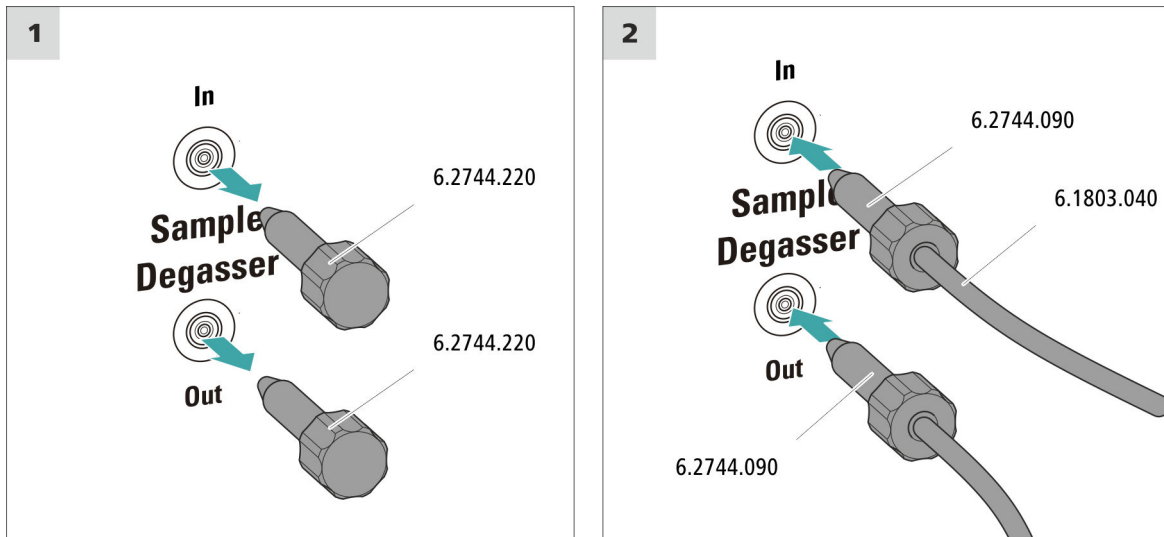 1
In
6.2744.220
Sample
Degasser
6.2744.220
Out
2
In
6.2744.090
6.1803.040
Sample
Degasser
Out
6.2744.090